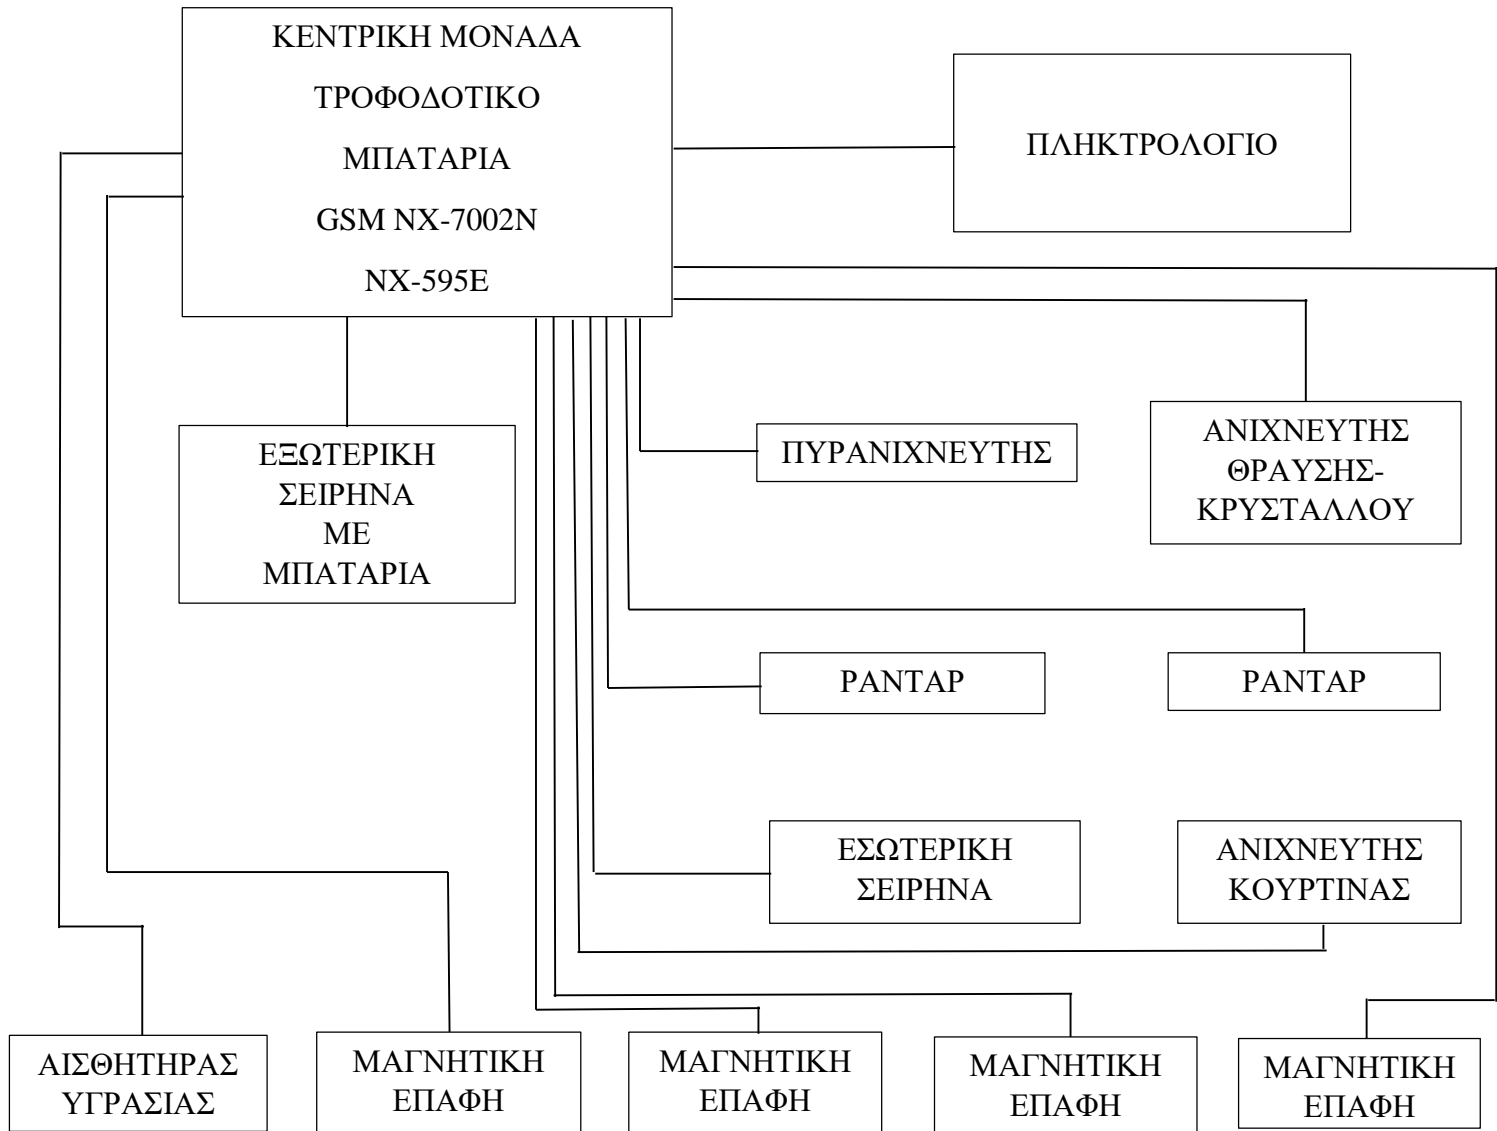 ΚΕΝΤΡΙΚΗ ΜΟΝΑΔΑ
ΤΡΟΦΟΔΟΤΙΚΟ
ΜΠΑΤΑΡΙΑ
GSM NX-7002N
NX-595E
ΠΛΗΚΤΡΟΛΟΓΙΟ
ΕΞΩΤΕΡΙΚΗ
ΣΕΙΡΗΝΑ
ΜΕ
ΜΠΑΤΑΡΙΑ
ΠΥΡΑΝΙΧΝΕΥΤΗΣ
ΑΝΙΧΝΕΥΤΗΣ
ΘΡΑΥΣΗΣ-
ΚΡΥΣΤΑΛΛΟΥ
ΡΑΝΤΑΡ
ΡΑΝΤΑΡ
ΕΣΩΤΕΡΙΚΗ
ΣΕΙΡΗΝΑ
ΑΝΙΧΝΕΥΤΗΣ
ΚΟΥΡΤΙΝΑΣ
ΑΙΣΘΗΤΗΡΑΣ
ΥΓΡΑΣΙΑΣ
ΜΑΓΝΗΤΙΚΗ
ΕΠΑΦΗ
ΜΑΓΝΗΤΙΚΗ
ΕΠΑΦΗ
ΜΑΓΝΗΤΙΚΗ
ΕΠΑΦΗ
ΜΑΓΝΗΤΙΚΗ
ΕΠΑΦΗ